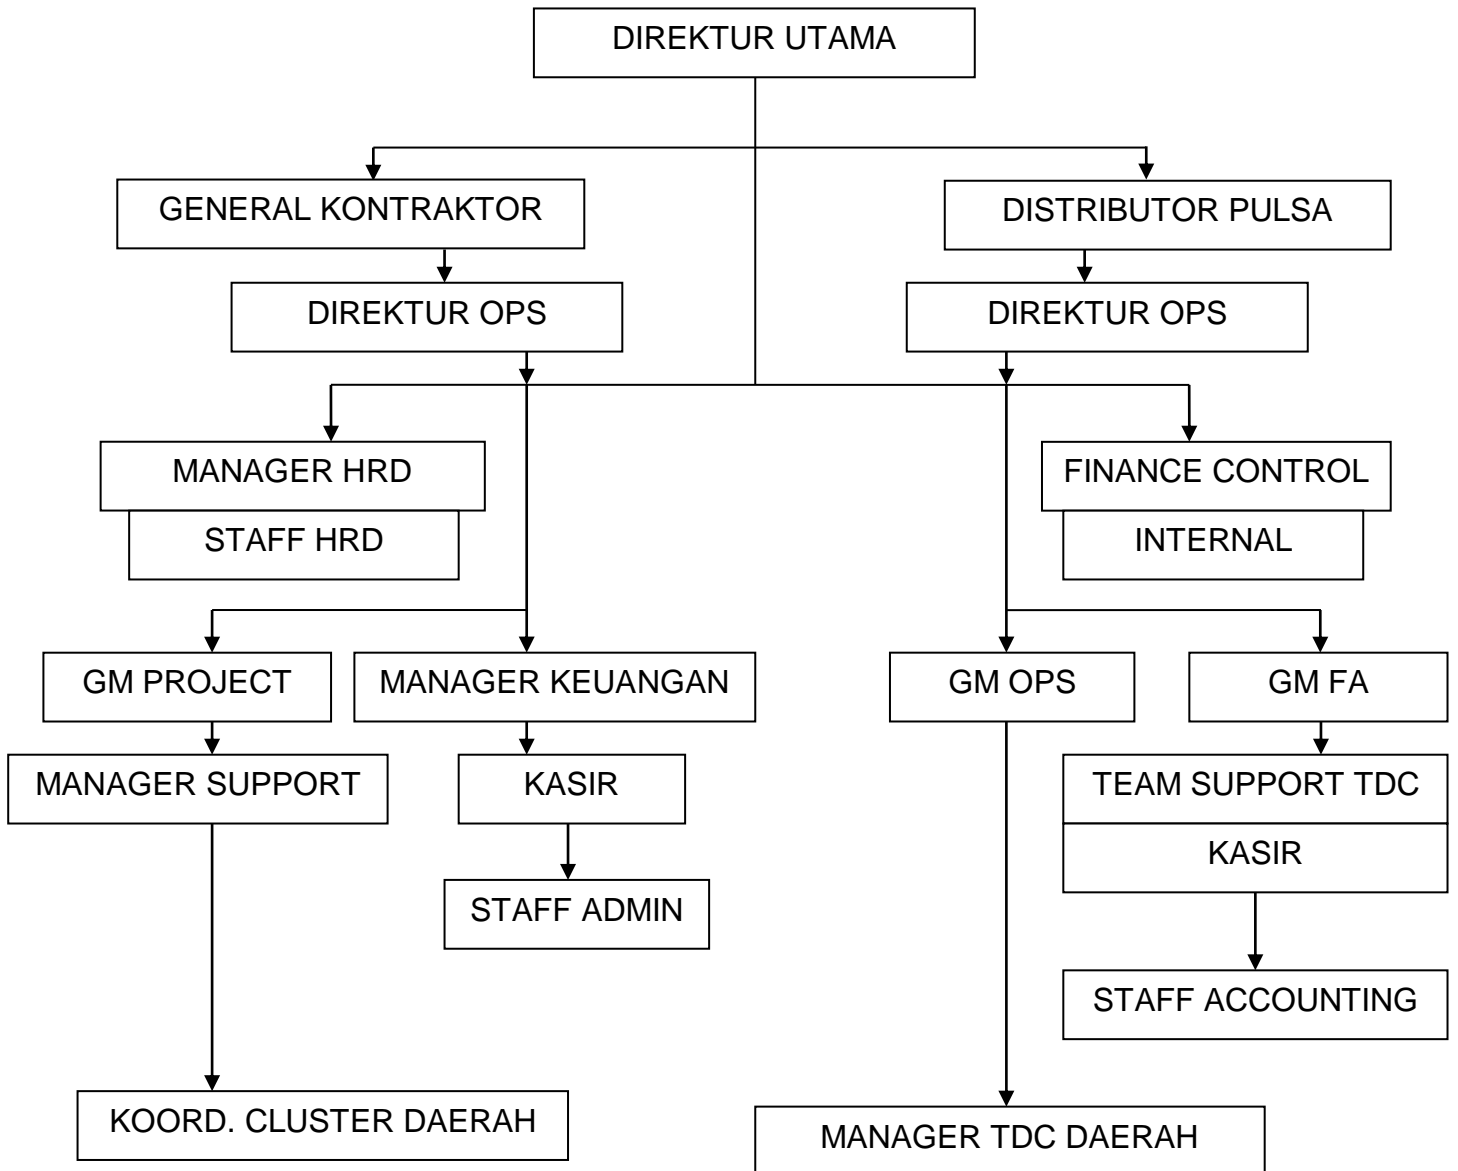 DIREKTUR UTAMA
GENERAL KONTRAKTOR
DISTRIBUTOR PULSA
DIREKTUR OPS
DIREKTUR OPS
MANAGER HRD
FINANCE CONTROL
STAFF HRD
INTERNAL
GM PROJECT
MANAGER KEUANGAN
GM OPS
GM FA
MANAGER SUPPORT
KASIR
TEAM SUPPORT TDC
KASIR
STAFF ADMIN
STAFF ACCOUNTING
KOORD. CLUSTER DAERAH
MANAGER TDC DAERAH